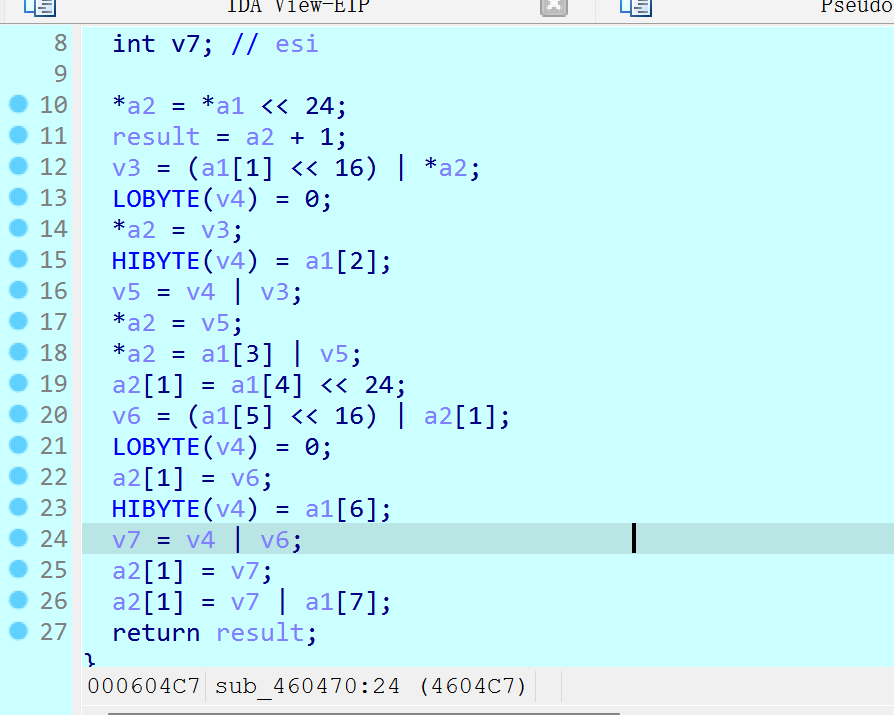 IDA View-EIP Pseudo
8 int v7; // esi
9
10 *a2 = *a1 << 24;
11 result = a2 + 1;
12 v3 = (a1[1] << 16) | *a2;
13 LOBYTE(v4) = 0;
14 *a2 = v3;
15 HIBYTE(v4) = a1[2];
16 v5 = v4 | v3;
17 *a2 = v5;
18 *a2 = a1[3] | v5;
19 a2[1] = a1[4] << 24;
20 v6 = (a1[5] << 16) | a2[1];
21 LOBYTE(v4) = 0;
22 a2[1] = v6;
23 HIBYTE(v4) = a1[6];
24 v7 = v4 | v6;
25 a2[1] = v7;
26 a2[1] = v7 | a1[7];
27 return result;
}
000604C7 sub_460470:24 (4604C7)